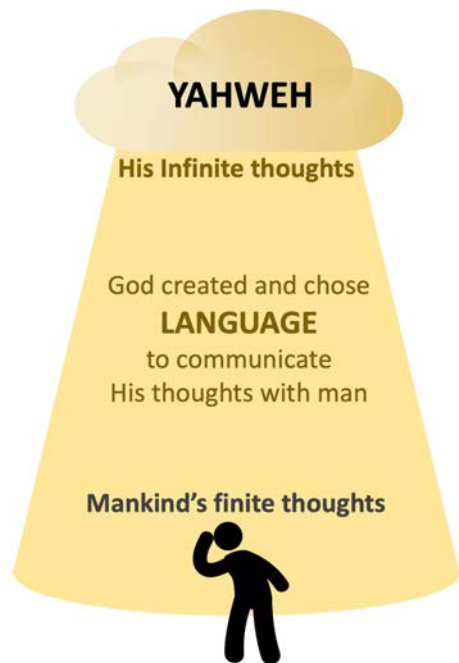 YAHWEH
His Infinite thoughts
God created and chose
LANGUAGE
to communicate
His thoughts with man
Mankind’s finite thoughts